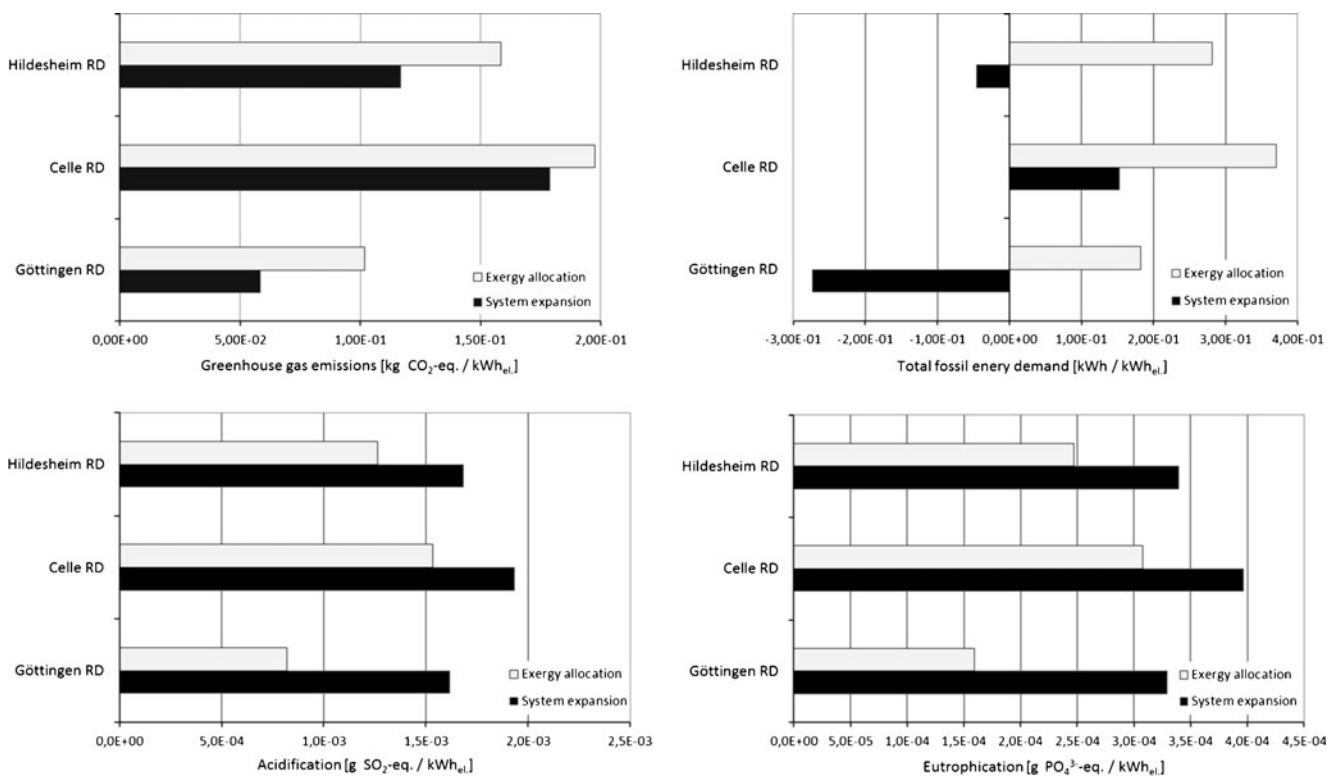 Hildesheim RD
Celle RD
Göttingen RD
Exergy allocation
System expansion
0,00E+00 5,00E-02 1,00E-01 1,50E-01 2,00E-01
Greenhouse gas emissions [kg CO₂-eq. / kWhel.]
Hildesheim RD
Celle RD
Göttingen RD
Exergy allocation
System expansion
-3,00E-01 -2,00E-01 -1,00E-01 0,00E+00 1,00E-01 2,00E-01 3,00E-01 4,00E-01
Total fossil enery demand [kWh / kWhel.]
Hildesheim RD
Celle RD
Göttingen RD
Exergy allocation
System expansion
0,0E+00 5,0E-04 1,0E-03 1,5E-03 2,0E-03 2,5E-03
Acidification [g SO₂-eq. / kWhel.]
Hildesheim RD
Celle RD
Göttingen RD
Exergy allocation
System expansion
0,0E+00 5,0E-05 1,0E-04 1,5E-04 2,0E-04 2,5E-04 3,0E-04 3,5E-04 4,0E-04 4,5E-04
Eutrophication [g PO₄³⁻-eq. / kWhel.]